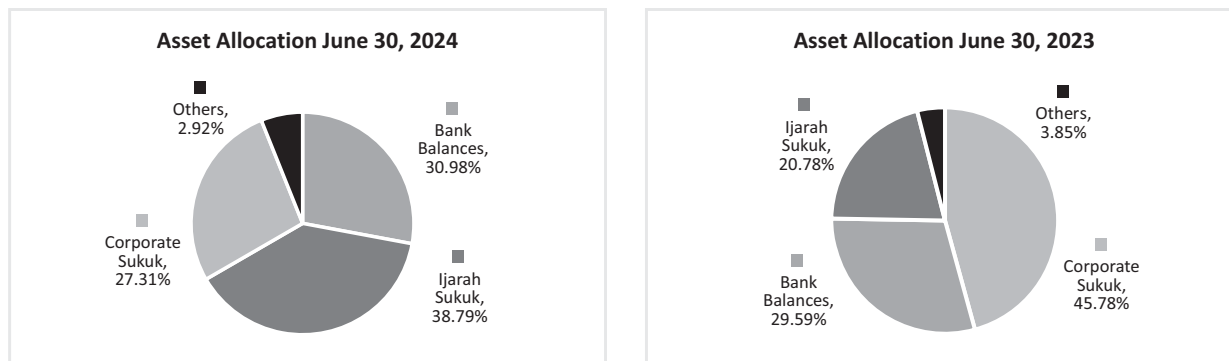 Asset Allocation June 30, 2024
Others,
2.92%
Bank
Balances,
30.98%
Corporate
Sukuk,
27.31%
Ijarah
Sukuk,
38.79%
Asset Allocation June 30, 2023
Ijarah
Sukuk,
20.78%
Others,
3.85%
Bank
Balances,
29.59%
Corporate
Sukuk,
45.78%